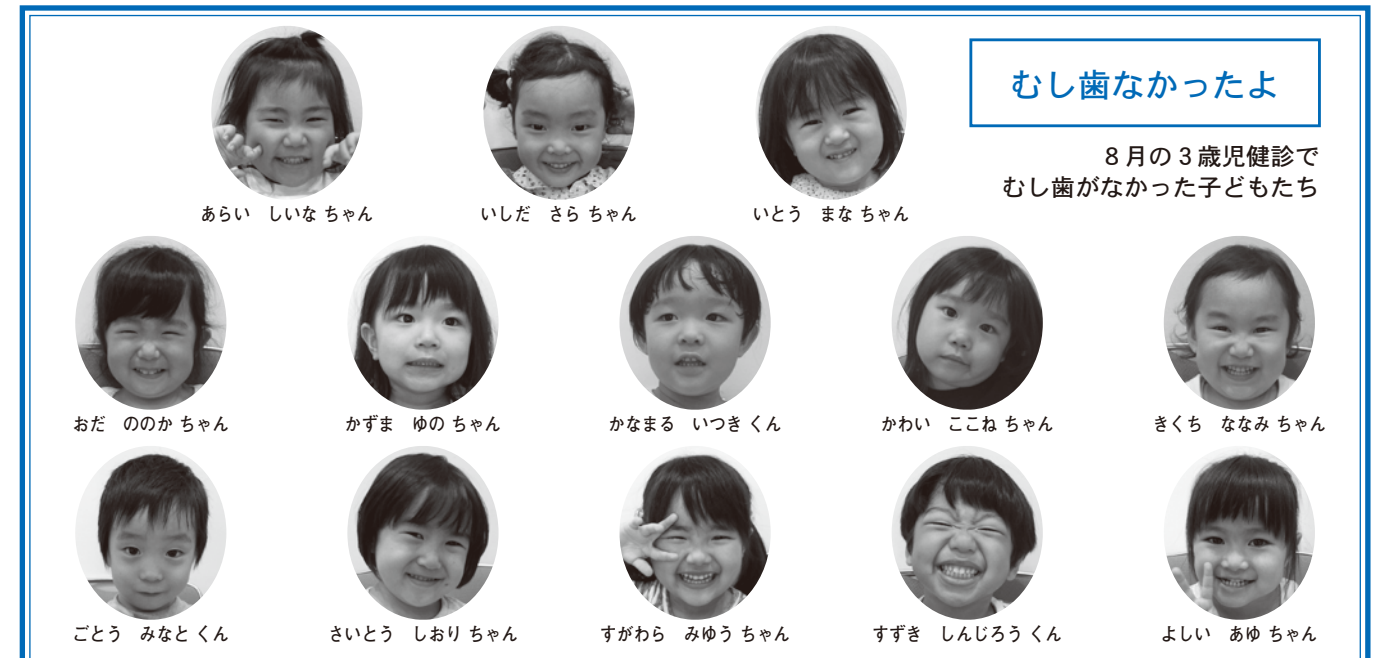 むし歯なかったよ
8月の3歳児健診で
むし歯がなかった子どもたち
あらい　しいな ちゃん
いしだ　さら ちゃん
いとう　まな ちゃん
おだ　ののか ちゃん
かずま　ゆの ちゃん
かなまる　いつき くん
かわい　ここね ちゃん
きくち　ななみ ちゃん
ごとう　みなと くん
さいとう　しおり ちゃん
すがわら　みゆう ちゃん
すずき　しんじろう くん
よしい　あゆ ちゃん